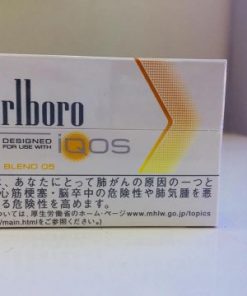 rlboro
DESIGNED
FOR USE WITH
iQOS
BLEND 05
は、あなたにとって肺がんの原因の一つと
心筋梗塞・脳卒中の危険性や肺気腫を悪
る危険性を高めます。
ついては、厚生労働省のホーム・ページwww.mhlw.go.jp/topics
/main.htmlをご参照ください。)